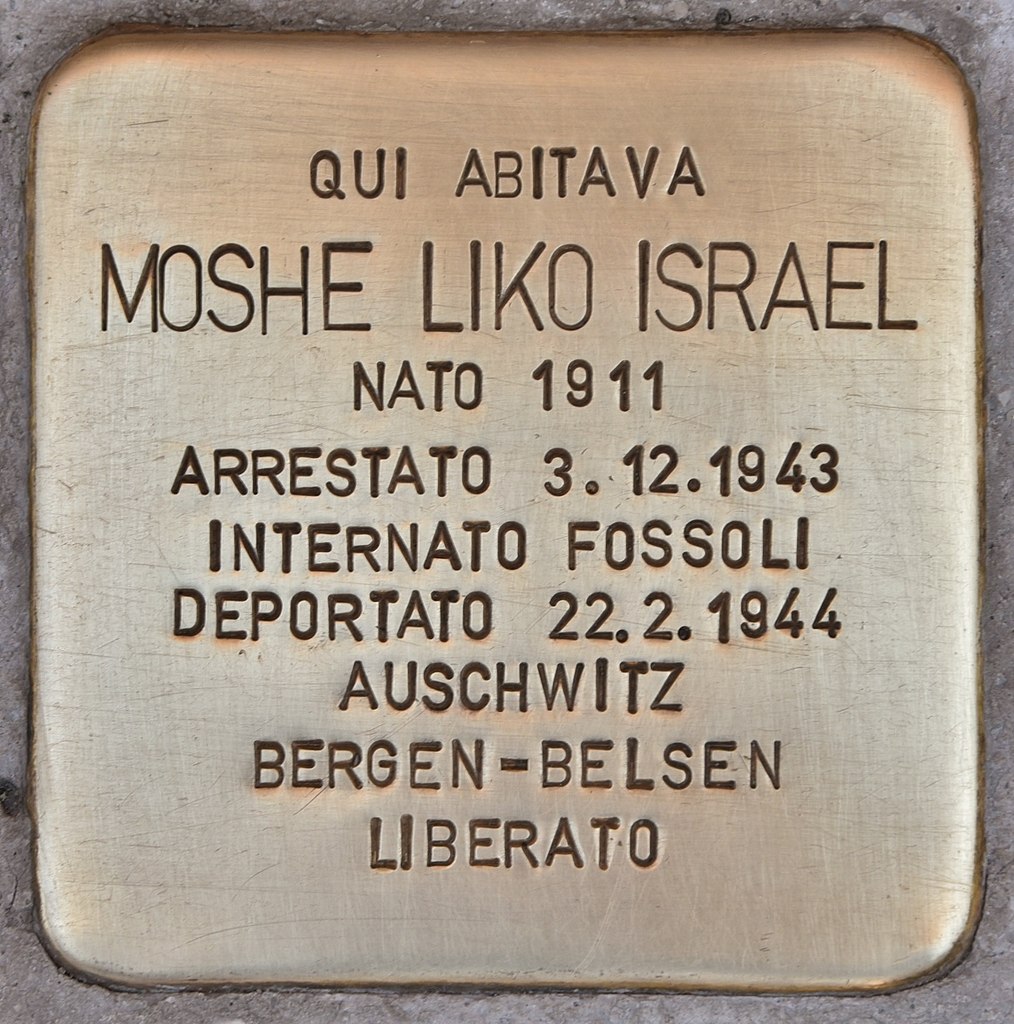 QUI ABITAVA
MOSHE LIKO ISRAEL
NATO 1911
ARRESTATO 3.12.1943
INTERNATO FOSSOLI
DEPORTATO 22.2.1944
AUSCHWITZ
BERGEN-BELSEN
LIBERATO